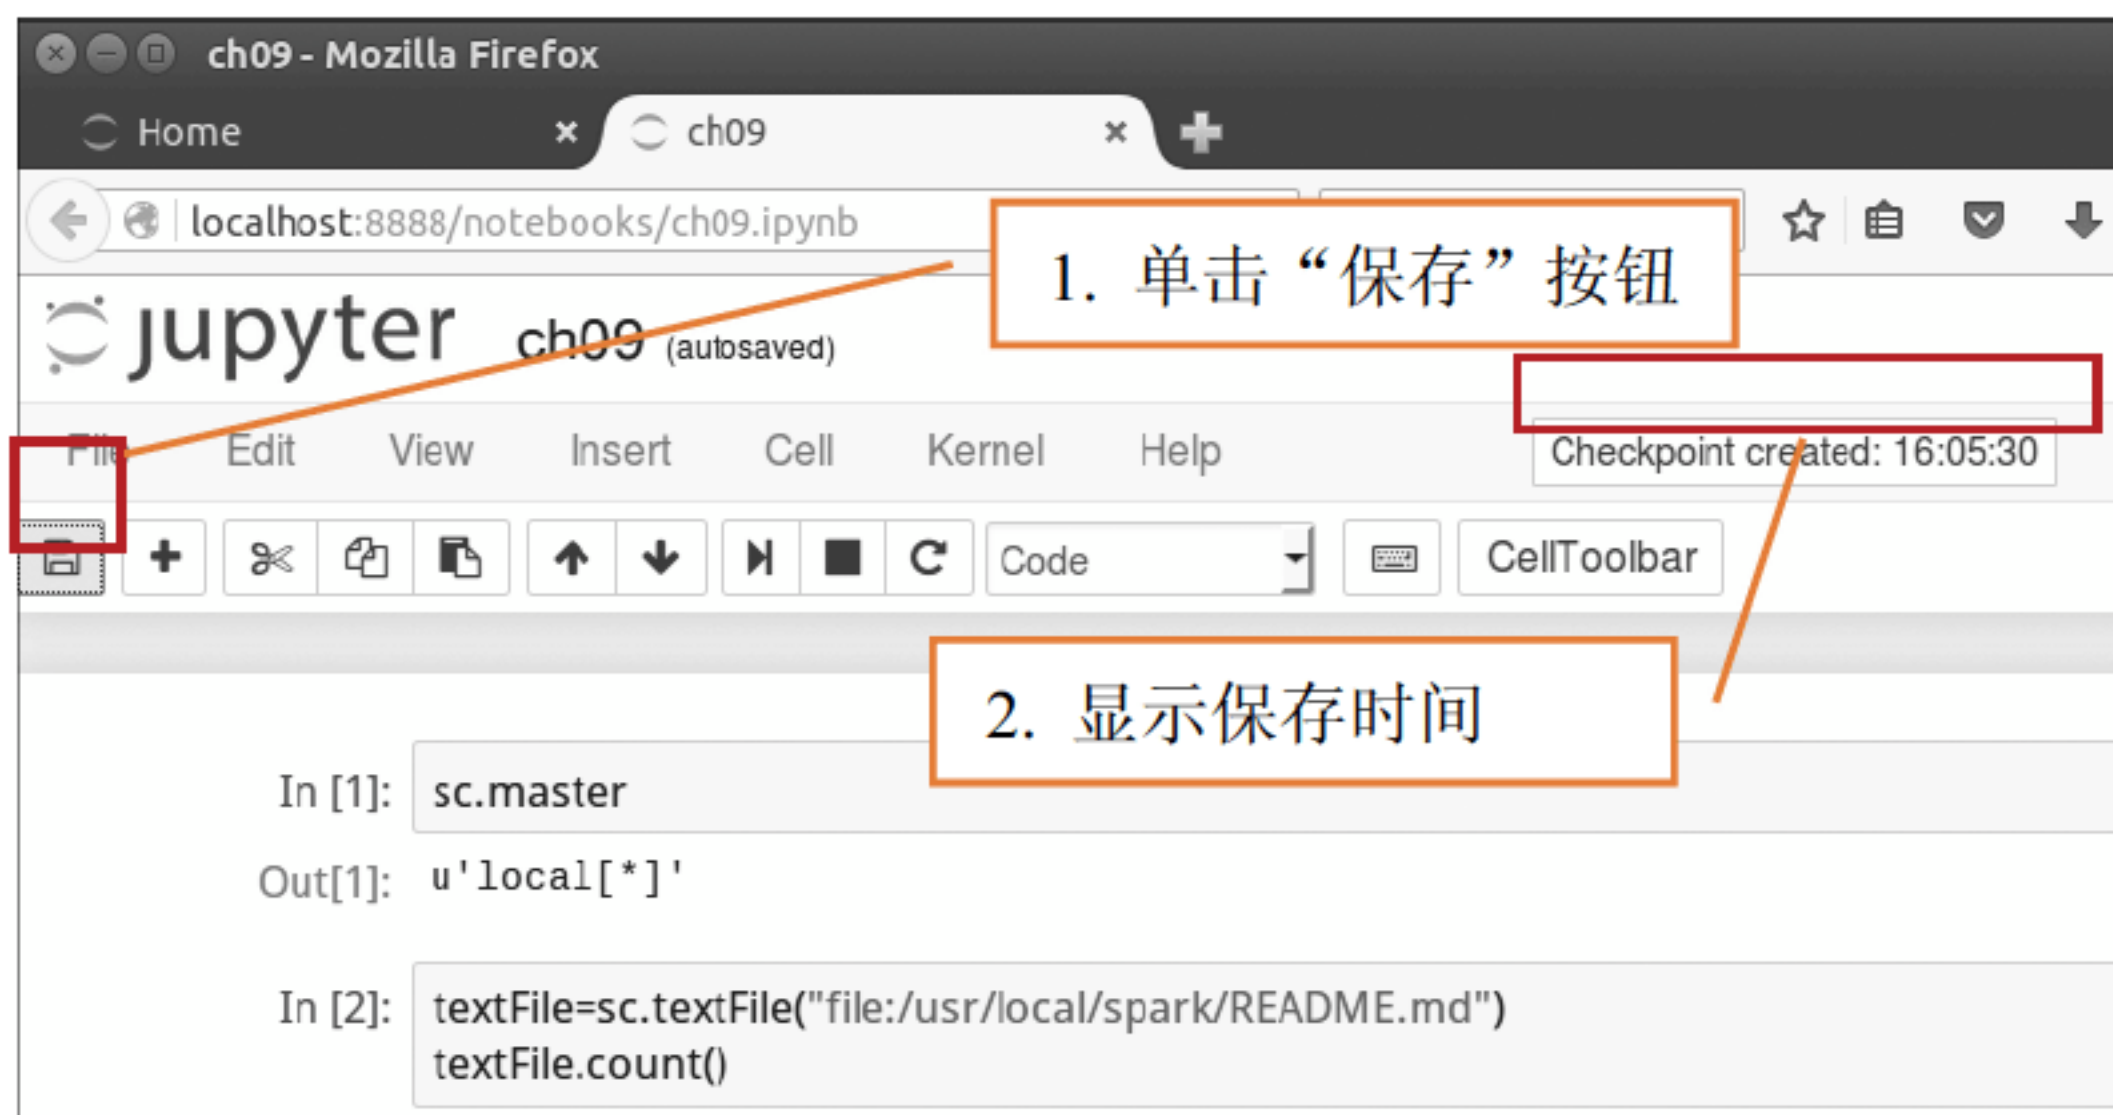 ch09 - Mozilla Firefox
Home
ch09
localhost:8888/notebooks/ch09.ipynb
1. 单击“保存”按钮
jupyter ch09 (autosaved)
File Edit View Insert Cell Kernel Help Checkpoint created: 16:05:30
Code CellToolbar
2. 显示保存时间
In [1]: sc.master
Out[1]: u'local[*]'
In [2]: textFile=sc.textFile("file:/usr/local/spark/README.md")
textFile.count()